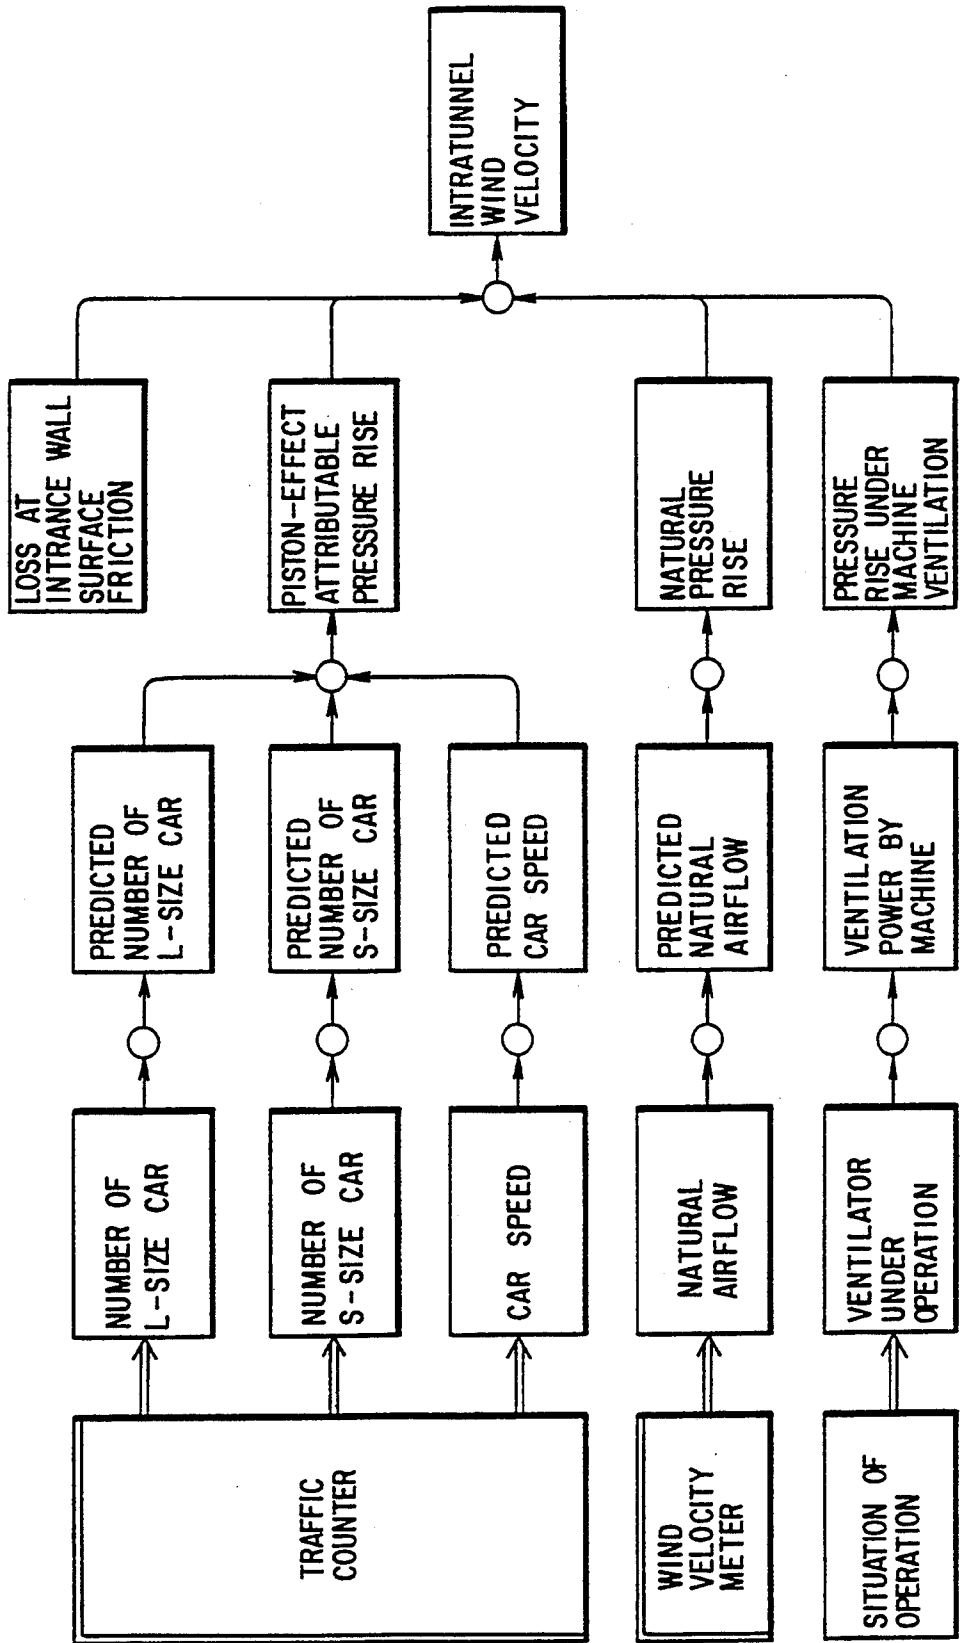 TRAFFIC
COUNTER
WIND
VELOCITY
METER
SITUATION OF
OPERATION
NUMBER OF
L-SIZE CAR
NUMBER OF
S-SIZE CAR
CAR SPEED
NATURAL
AIRFLOW
VENTILATOR
UNDER
OPERATION
PREDICTED
NUMBER OF
L-SIZE CAR
PREDICTED
NUMBER OF
S-SIZE CAR
PREDICTED
CAR SPEED
PREDICTED
NATURAL
AIRFLOW
VENTILATION
POWER BY
MACHINE
LOSS AT
INTRANCE WALL
SURFACE
FRICTION
PISTON-EFFECT
ATTRIBUTABLE
PRESSURE RISE
NATURAL
PRESSURE
RISE
PRESSURE
RISE UNDER
MACHINE
VENTILATION
INTRATUNNEL
WIND
VELOCITY